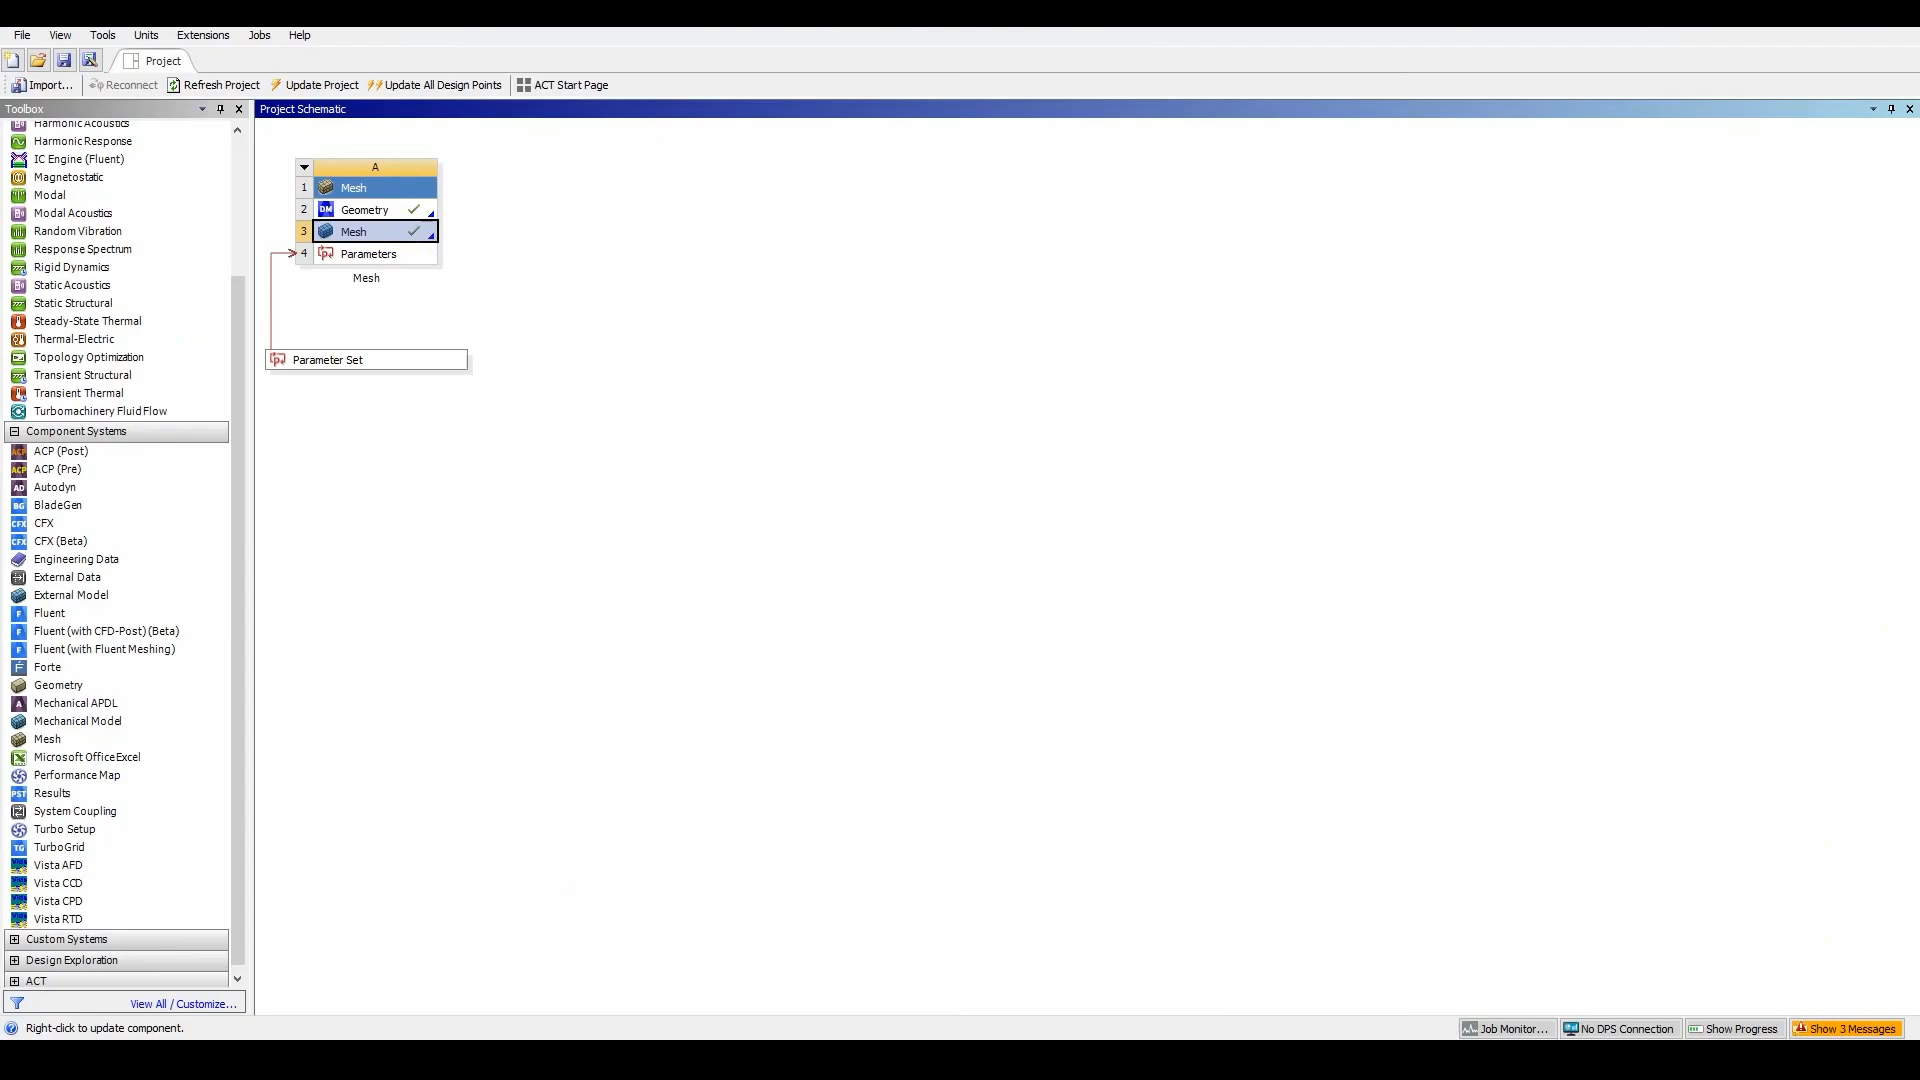 File View Tools Units Extensions Jobs Help
Project
Import... Reconnect Refresh Project Update Project Update All Design Points ACT Start Page
Toolbox
Project Schematic
Harmonic Acoustics
Harmonic Response
IC Engine (Fluent)
Magnetostatic
Modal
Modal Acoustics
Random Vibration
Response Spectrum
Rigid Dynamics
Static Acoustics
Static Structural
Steady-State Thermal
Thermal-Electric
Topology Optimization
Transient Structural
Transient Thermal
Turbomachinery Fluid Flow
Component Systems
ACP (Post)
ACP (Pre)
Autodyn
BladeGen
CFX
CFX (Beta)
Engineering Data
External Data
External Model
Fluent
Fluent (with CFD-Post) (Beta)
Fluent (with Fluent Meshing)
Forte
Geometry
Mechanical APDL
Mechanical Model
Mesh
Microsoft Office Excel
Performance Map
Results
System Coupling
Turbo Setup
TurboGrid
Vista AFD
Vista CCD
Vista CPD
Vista RTD
Custom Systems
Design Exploration
ACT
View All / Customize...
A
1 Mesh
2 DM Geometry
3 Mesh
4 Parameters
Mesh
Parameter Set
Right-click to update component.
Job Monitor... No DPS Connection Show Progress Show 3 Messages